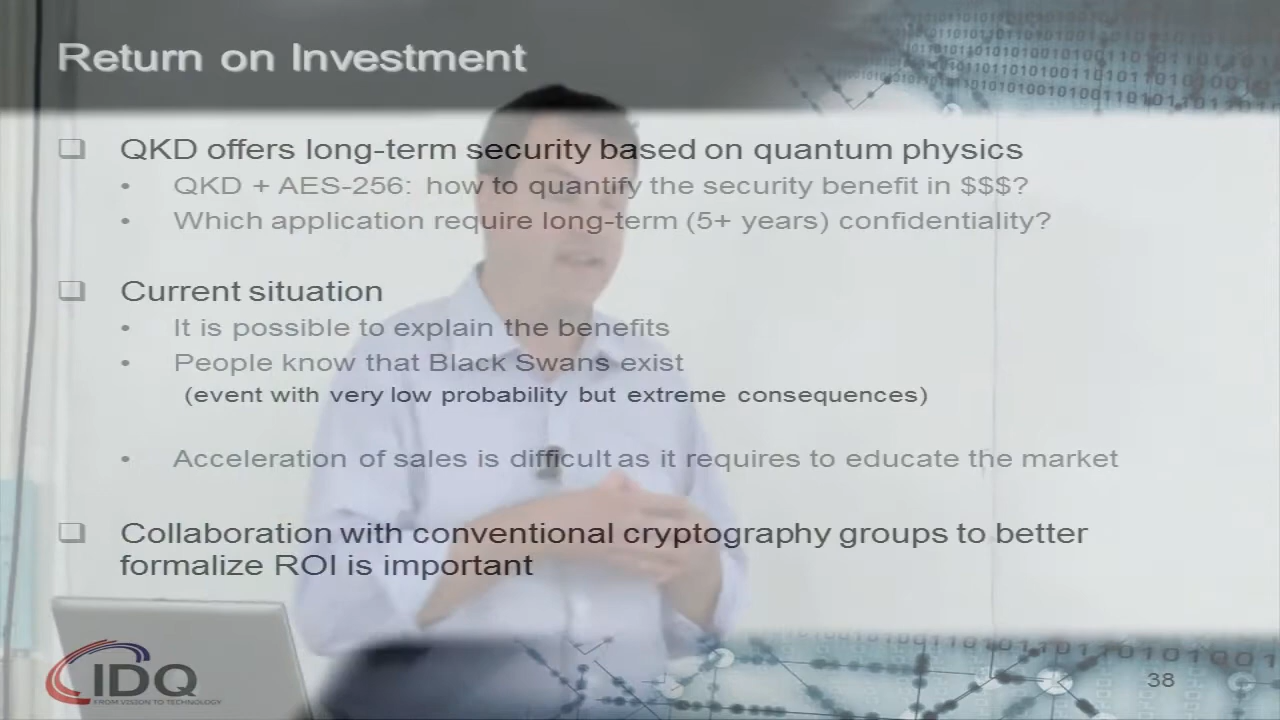 Return on Investment
QKD offers long-term security based on quantum physics
QKD + AES-256: how to quantify the security benefit in $$$?
Which application require long-term (5+ years) confidentiality?
Current situation
It is possible to explain the benefits
People know that Black Swans exist
(event with very low probability but extreme consequences)
Acceleration of sales is difficult as it requires to educate the market
Collaboration with conventional cryptography groups to better
formalize ROI is important
IDQ
FROM VISION TO TECHNOLOGY
38